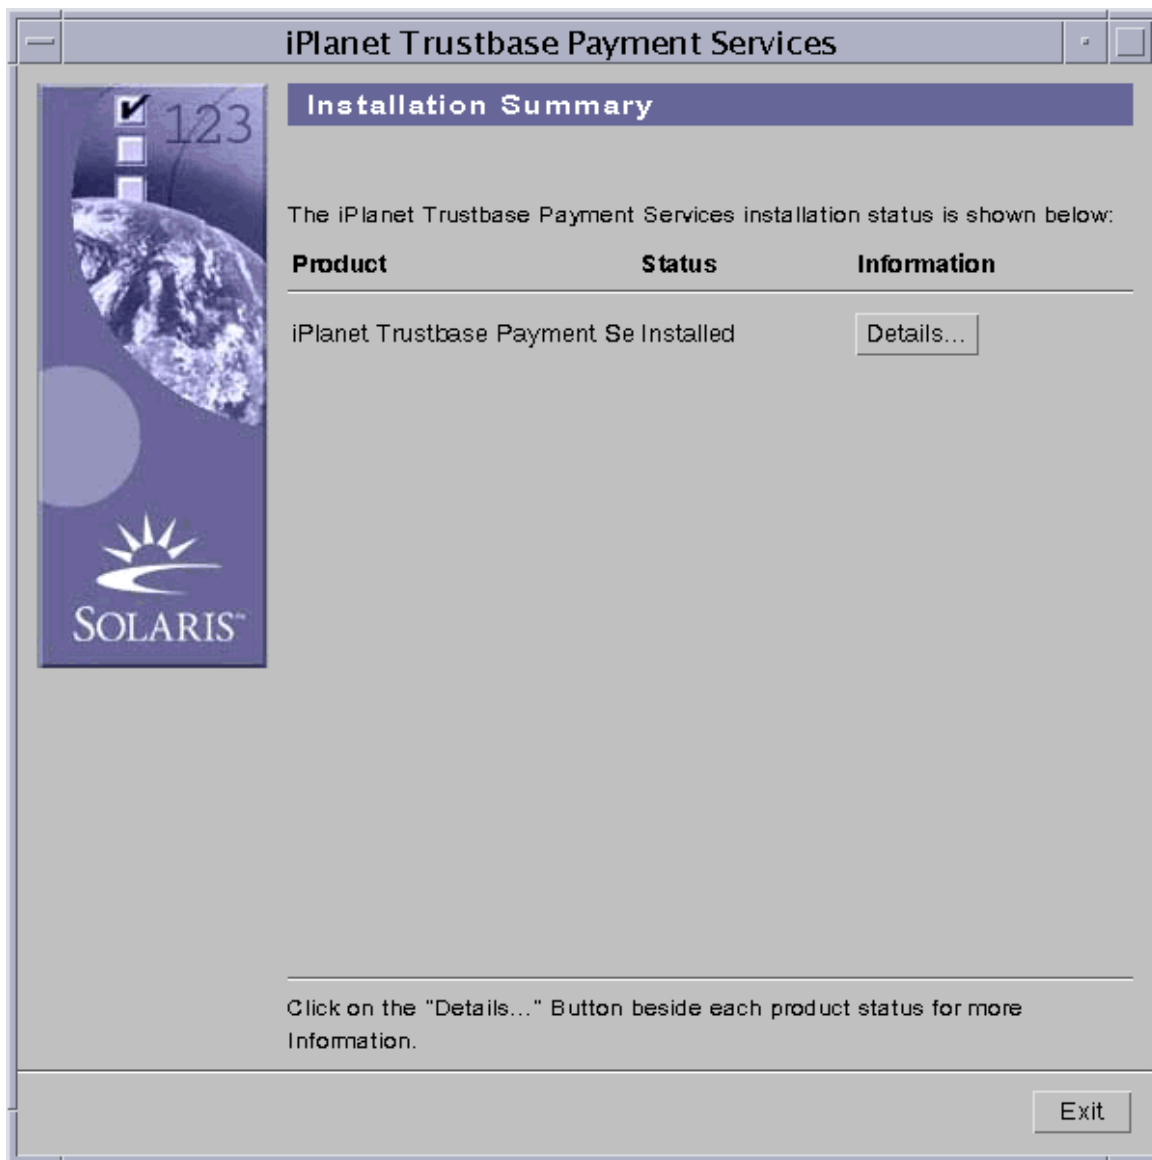 iPlanet Trustbase Payment Services
123
Installation Summary
The iPlanet Trustbase Payment Services installation status is shown below:
Product Status Information
iPlanet Trustbase Payment Se Installed Details...
SOLARIS™
Click on the "Details..." Button beside each product status for more
Information.
Exit